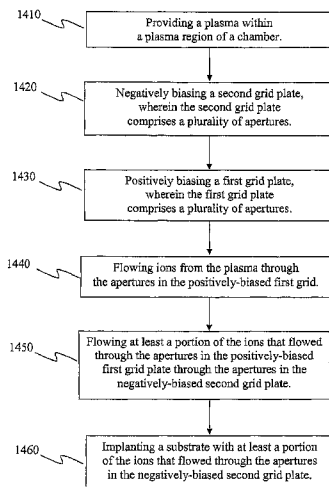 1410
Providing a plasma within
a plasma region of a chamber.
1420
Negatively biasing a second grid plate,
wherein the second grid plate
comprises a plurality of apertures.
1430
Positively biasing a first grid plate,
wherein the first grid plate
comprises a plurality of apertures.
1440
Flowing ions from the plasma through
the apertures in the positively-biased first grid.
1450
Flowing at least a portion of the ions that flowed
through the apertures in the positively-biased
first grid plate through the apertures in the
negatively-biased second grid plate.
1460
Implanting a substrate with at least a portion
of the ions that flowed through the apertures
in the negatively-biased second grid plate.